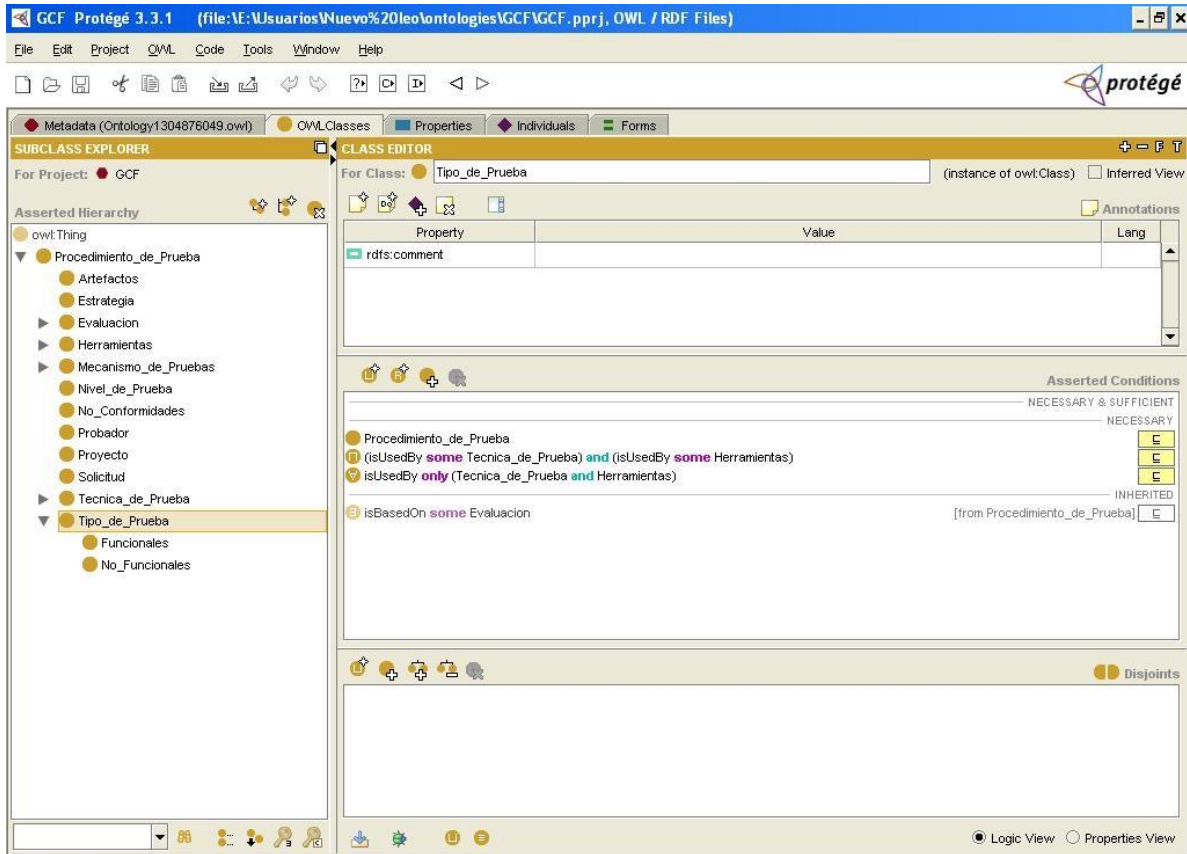 GCF Protégé 3.3.1 (file:\E:\Usuarios\Nuevo%20leo\ontologies\GCF\GCF.pprj, OWL / RDF Files)
File Edit Project OWL Code Tools Window Help
protégé
Metadata (Ontology1304876049.owl) OWLClasses Properties Individuals Forms
SUBCLASS EXPLORER
For Project: GCF
Asserted Hierarchy
owl:Thing
Procedimiento_de_Prueba
Artefactos
Estrategia
Evaluacion
Herramientas
Mecanismo_de_Pruebas
Nivel_de_Prueba
No_Conformidades
Probador
Proyecto
Solicitud
Tecnica_de_Prueba
Tipo_de_Prueba
Funcionales
No_Funcionales
CLASS EDITOR
For Class: Tipo_de_Prueba (instance of owl:Class) Inferred View
Annotations
Property Value Lang
rdfs:comment
Asserted Conditions
NECESSARY & SUFFICIENT
NECESSARY
Procedimiento_de_Prueba ⊑
(isUsedBy some Tecnica_de_Prueba) and (isUsedBy some Herramientas) ⊑
isUsedBy only (Tecnica_de_Prueba and Herramientas) ⊑
INHERITED
isBasedOn some Evaluacion [from Procedimiento_de_Prueba] ⊑
Disjoints
Logic View Properties View